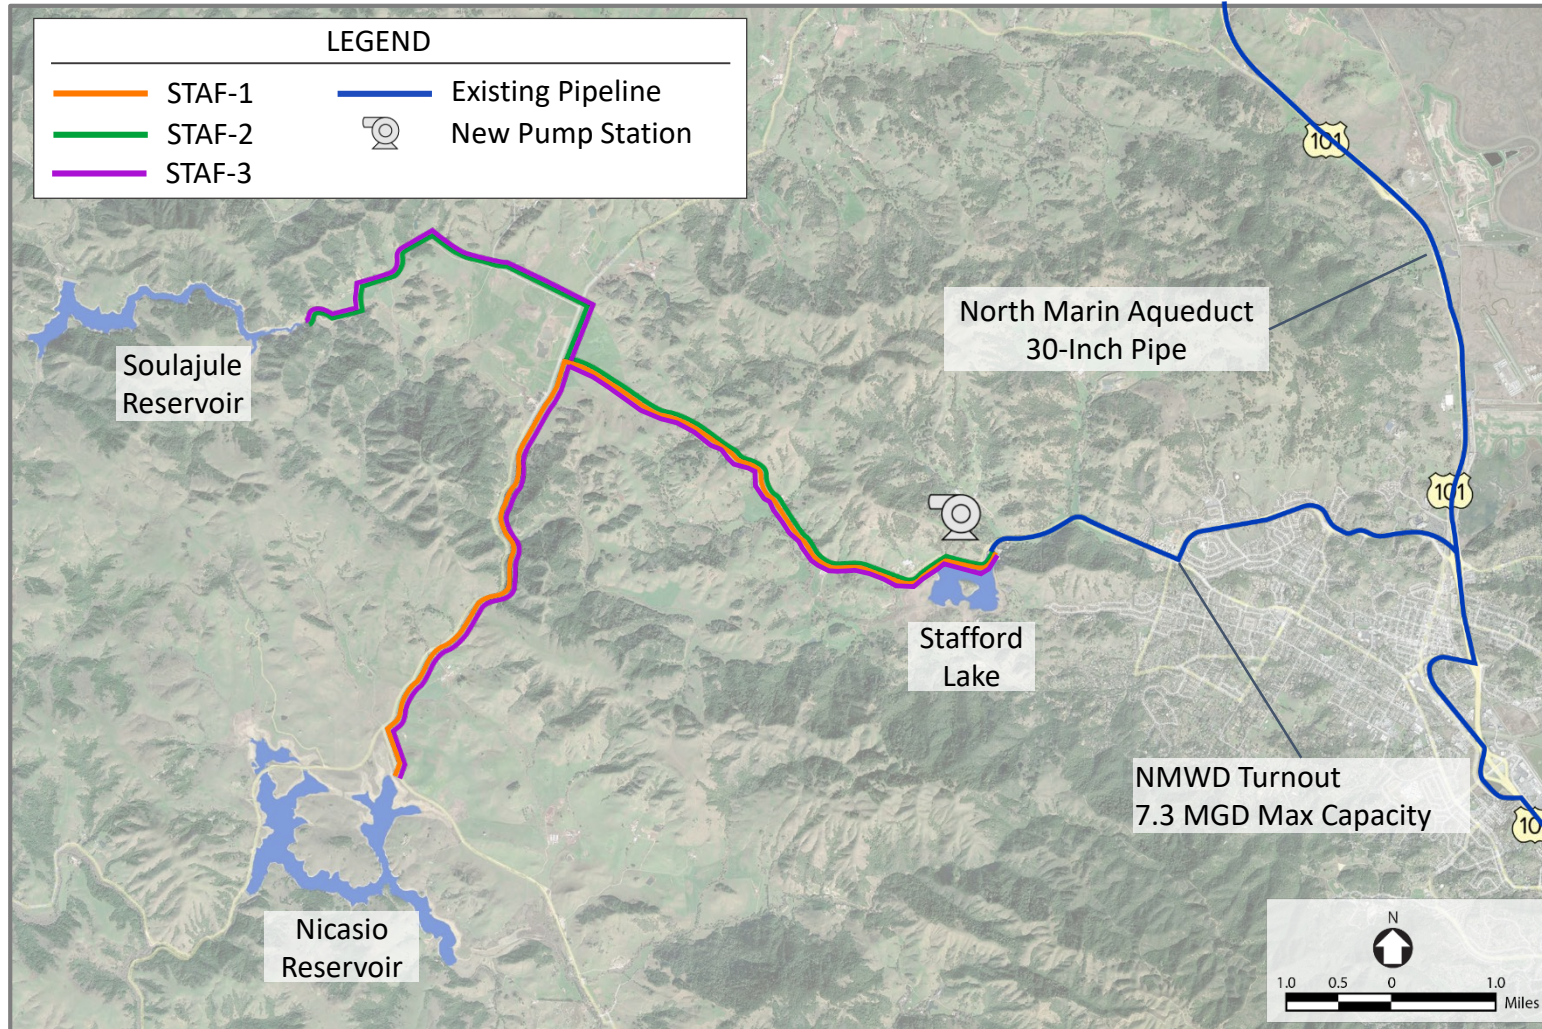 LEGEND
STAF-1
STAF-2
STAF-3
Existing Pipeline
New Pump Station
101
North Marin Aqueduct
30-Inch Pipe
Soulajule
Reservoir
101
Stafford
Lake
NMWD Turnout
7.3 MGD Max Capacity
10
Nicasio
Reservoir
N
1.0 0.5 0 1.0
Miles